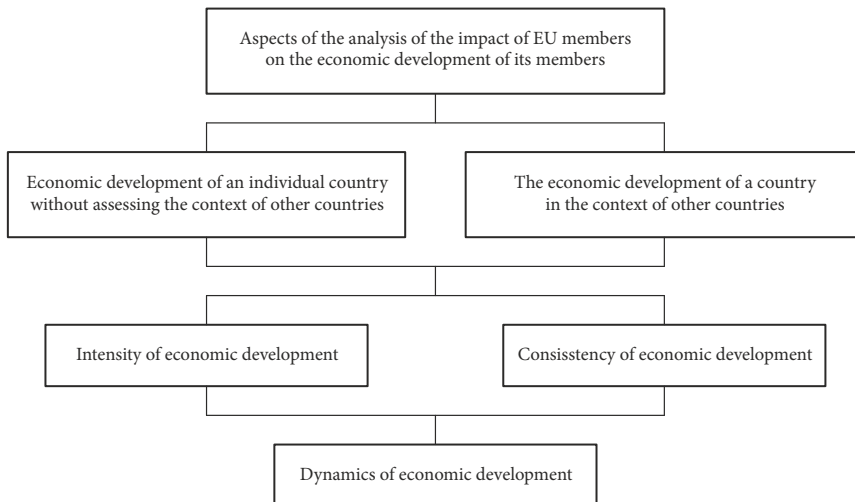 Aspects of the analysis of the impact of EU members
on the economic development of its members
Economic development of an individual country
without assessing the context of other countries
The economic development of a country
in the context of other countries
Intensity of economic development
Consisstency of economic development
Dynamics of economic development